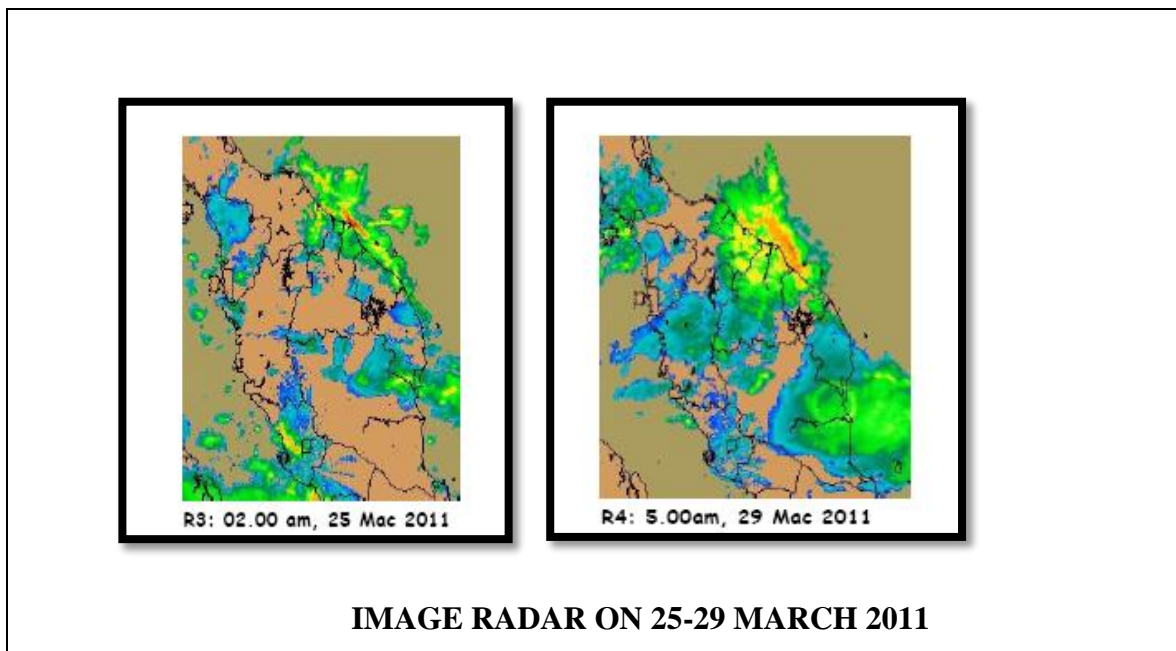 R3: 02.00 am, 25 Mac 2011
R4: 5.00am, 29 Mac 2011
IMAGE RADAR ON 25-29 MARCH 2011